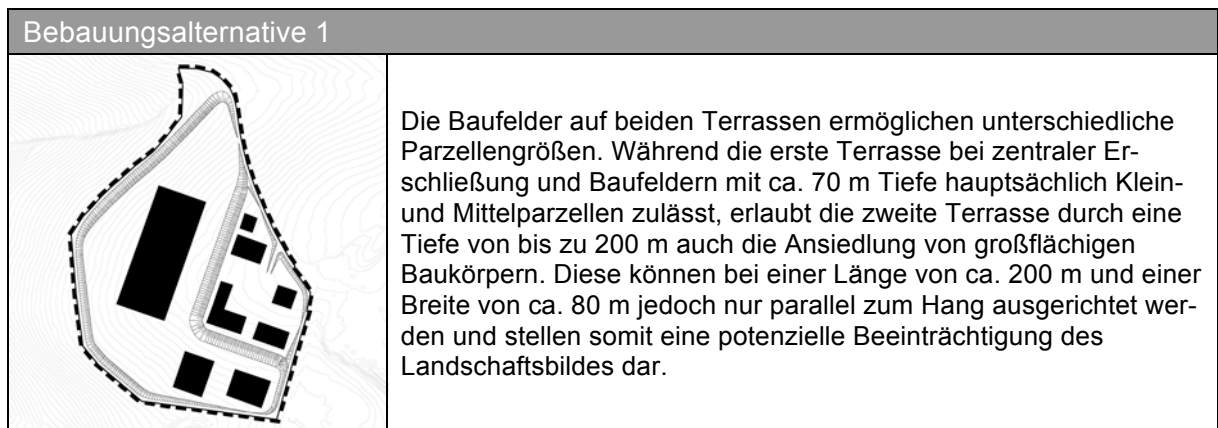 Bebauungsalternative 1
Die Baufelder auf beiden Terrassen ermöglichen unterschiedliche
Parzellengrößen. Während die erste Terrasse bei zentraler Er-
schließung und Baufeldern mit ca. 70 m Tiefe hauptsächlich Klein-
und Mittelparzellen zulässt, erlaubt die zweite Terrasse durch eine
Tiefe von bis zu 200 m auch die Ansiedlung von großflächigen
Baukörpern. Diese können bei einer Länge von ca. 200 m und einer
Breite von ca. 80 m jedoch nur parallel zum Hang ausgerichtet wer-
den und stellen somit eine potenzielle Beeinträchtigung des
Landschaftsbildes dar.